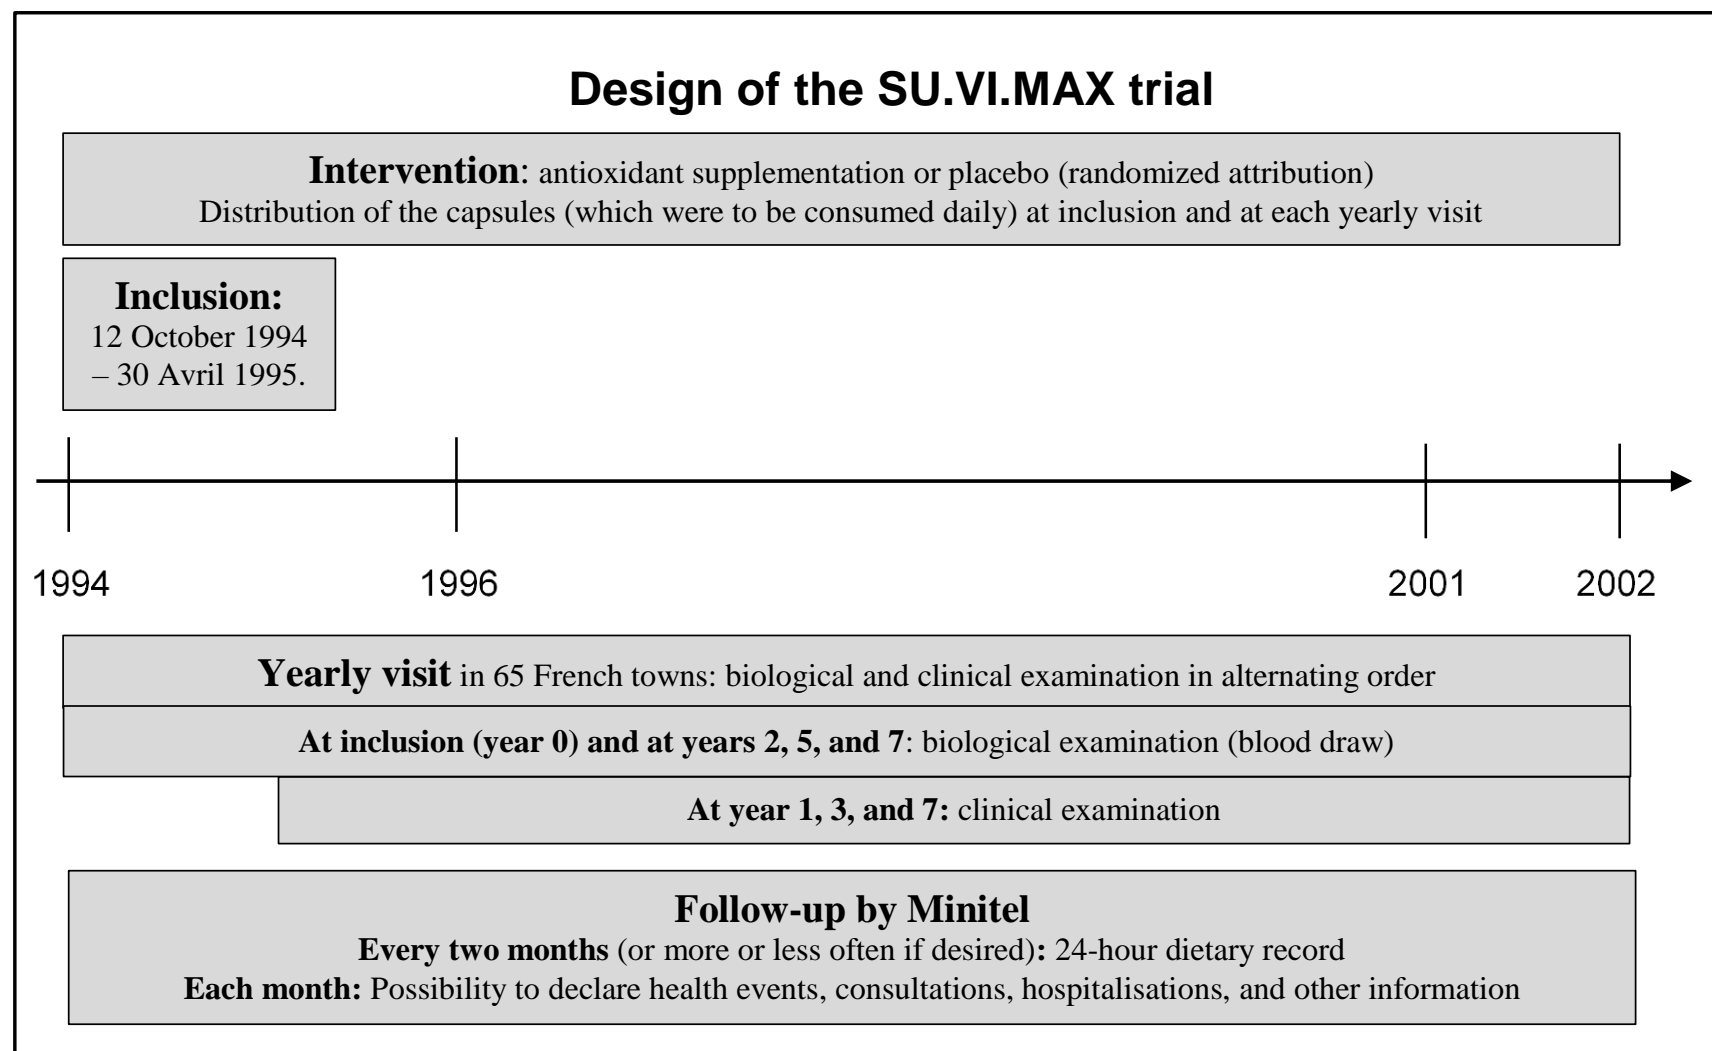 Design of the SU.VI.MAX trial
Intervention: antioxidant supplementation or placebo (randomized attribution)
Distribution of the capsules (which were to be consumed daily) at inclusion and at each yearly visit
Inclusion:
12 October 1994
– 30 Avril 1995.
1994 1996 2001 2002
Yearly visit in 65 French towns: biological and clinical examination in alternating order
At inclusion (year 0) and at years 2, 5, and 7: biological examination (blood draw)
At year 1, 3, and 7: clinical examination
Follow-up by Minitel
Every two months (or more or less often if desired): 24-hour dietary record
Each month: Possibility to declare health events, consultations, hospitalisations, and other information